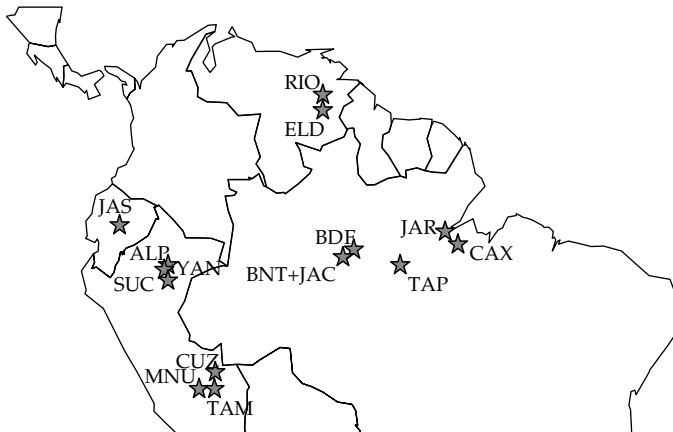 RIO
ELD
JAS
JAR
BDF
CAX
ALP
YAN
BNT+JAC
SUC
TAP
CUZ
MNU
TAM